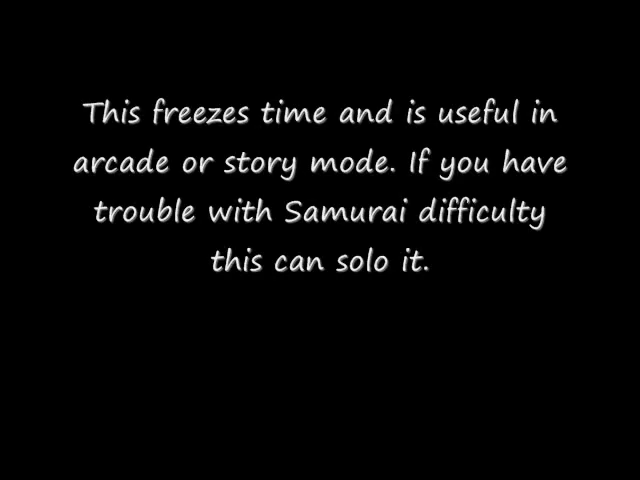 This freezes time and is useful in
arcade or story mode. If you have
trouble with Samurai difficulty
this can solo it.